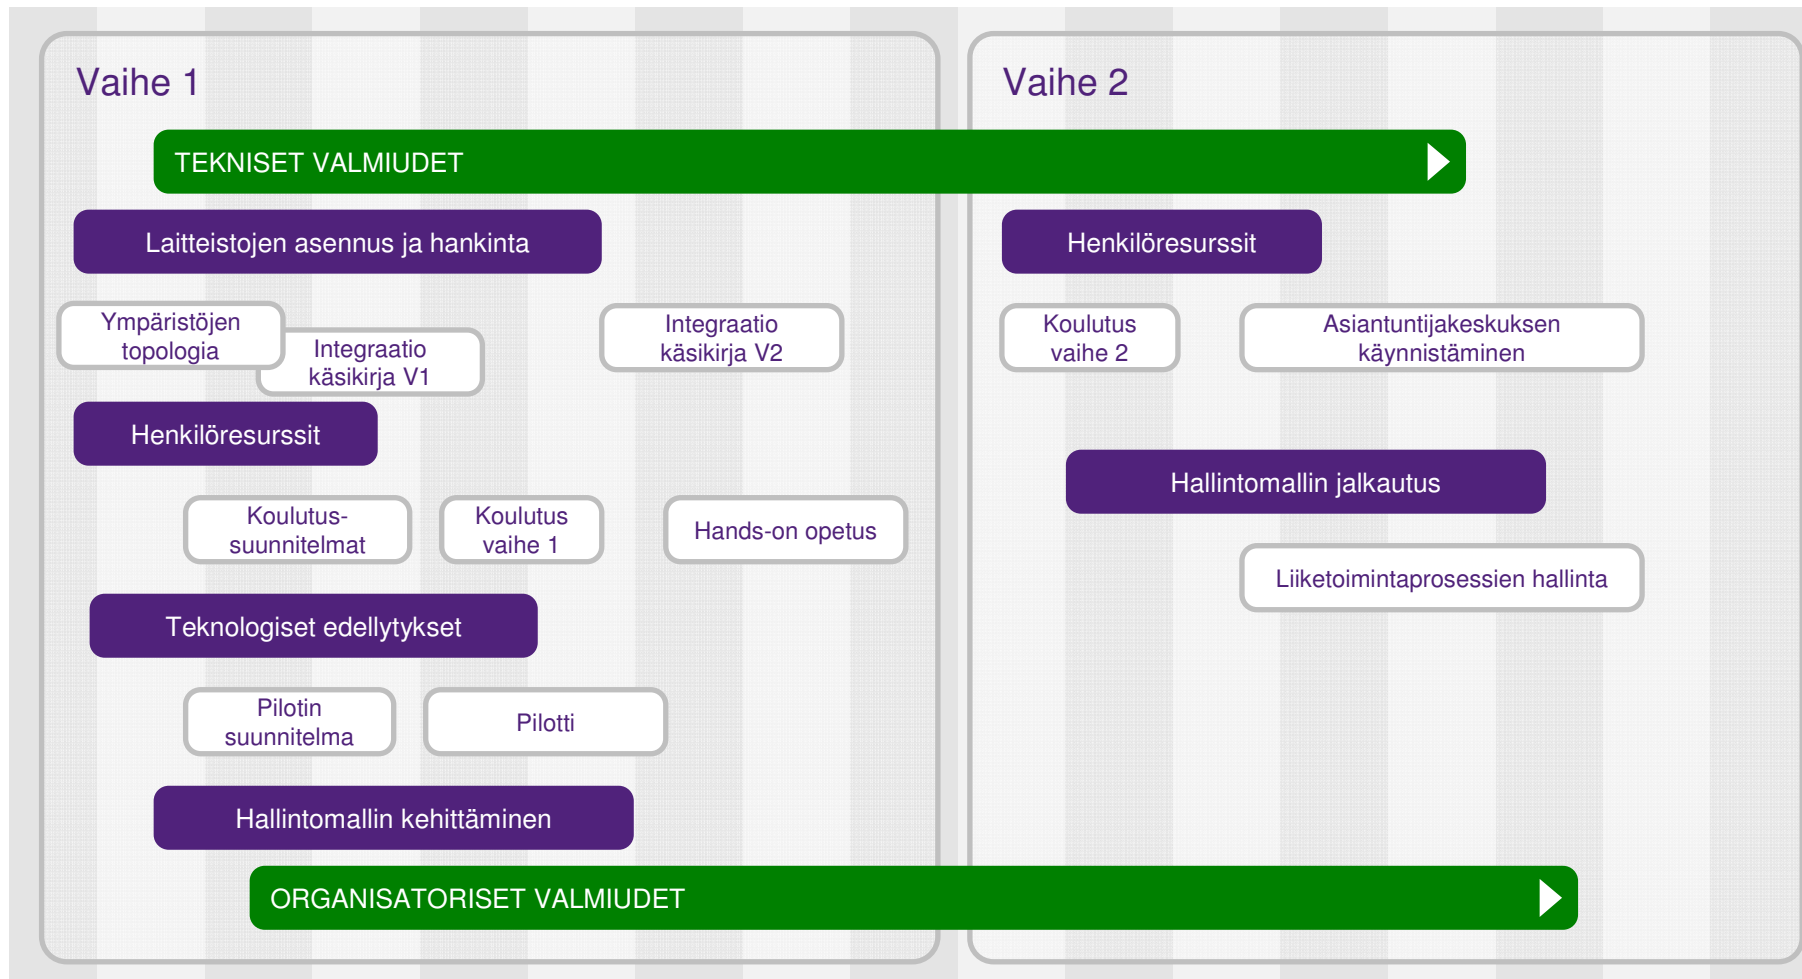 Vaihe 1
TEKNISET VALMIUDET
Laitteistojen asennus ja hankinta
Ympäristöjen
topologia
Integraatio
käsikirja V1
Integraatio
käsikirja V2
Henkilöresurssit
Koulutus-
suunnitelmat
Koulutus
vaihe 1
Hands-on opetus
Teknologiset edellytykset
Pilotin
suunnitelma
Pilotti
Hallintomallin kehittäminen
ORGANISATORISET VALMIUDET
Vaihe 2
Henkilöresurssit
Koulutus
vaihe 2
Asiantuntijakeskuksen
käynnistäminen
Hallintomallin jalkautus
Liiketoimintaprosessien hallinta